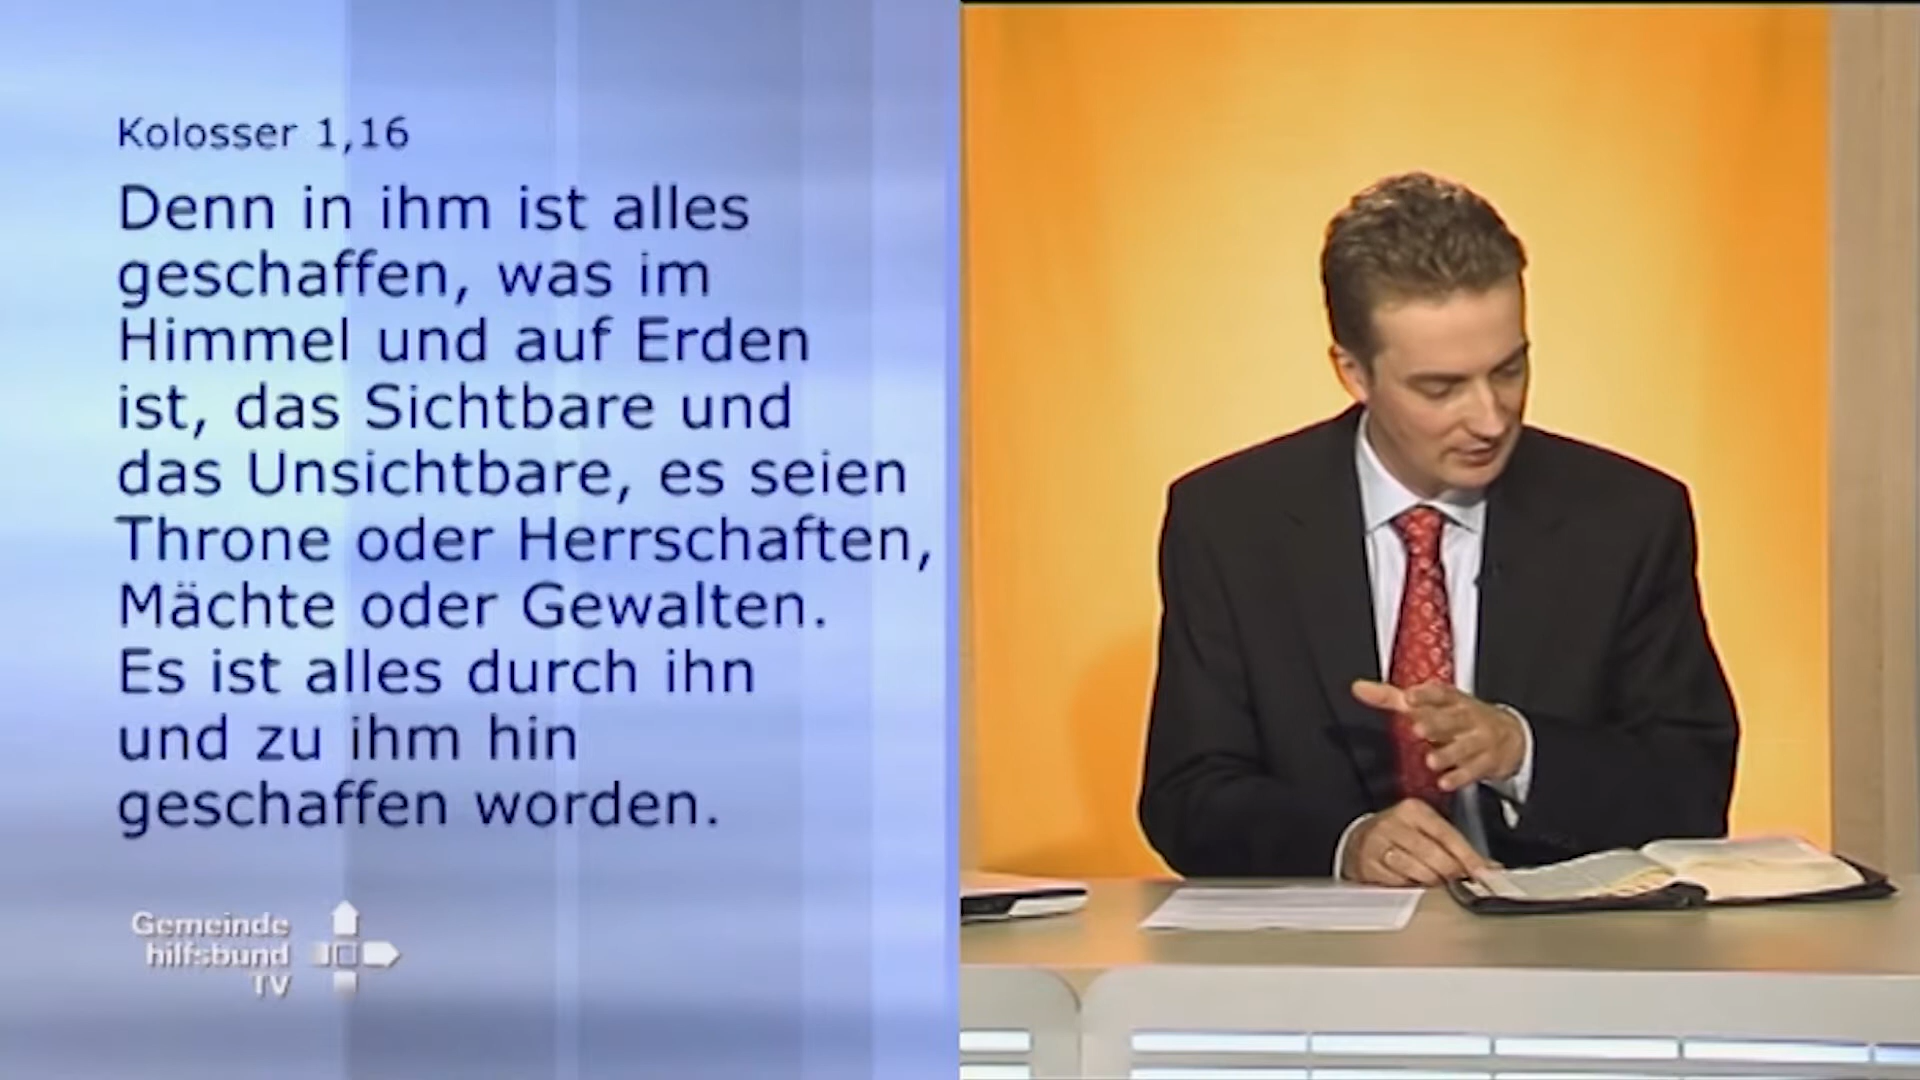 Kolosser 1,16
Denn in ihm ist alles
geschaffen, was im
Himmel und auf Erden
ist, das Sichtbare und
das Unsichtbare, es seien
Throne oder Herrschaften,
Mächte oder Gewalten.
Es ist alles durch ihn
und zu ihm hin
geschaffen worden.
Gemeinde
hilfsbund
TV